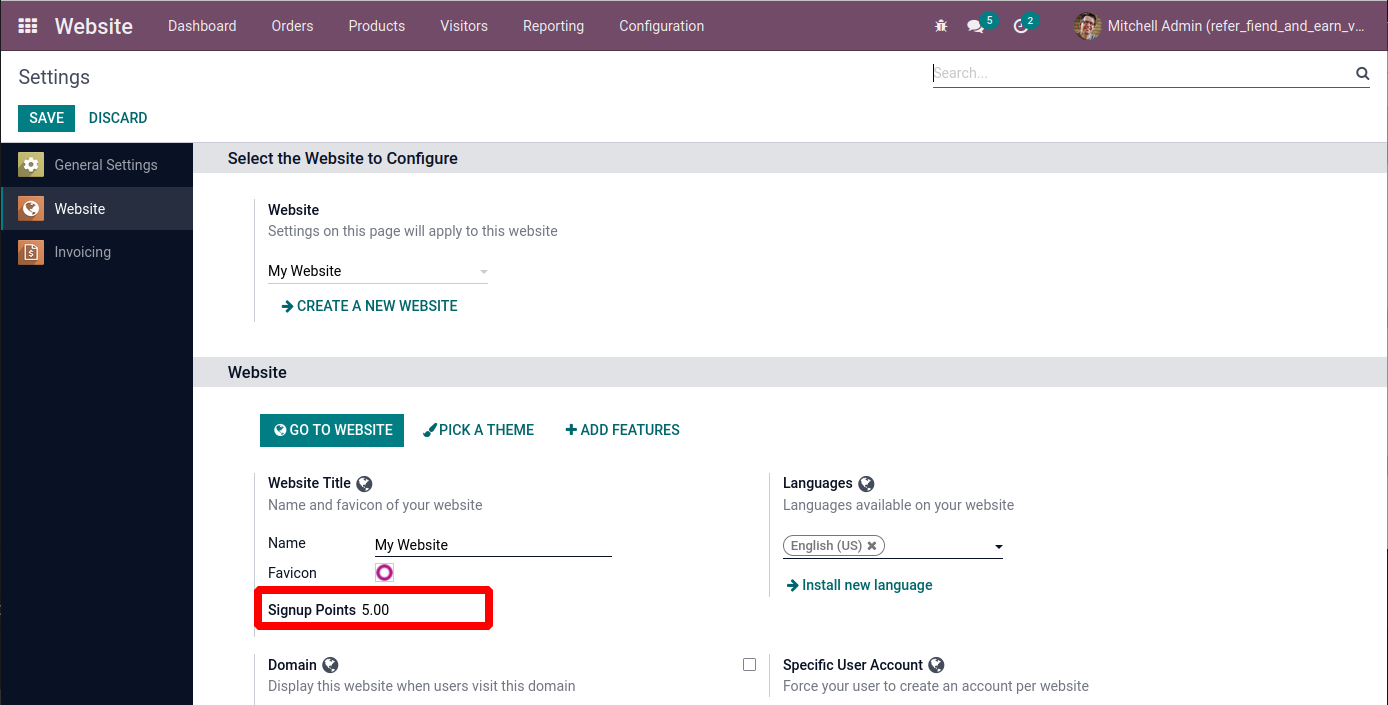 Website Dashboard Orders Products Visitors Reporting Configuration 5 2 Mitchell Admin (refer_fiend_and_earn_v...
Settings
Search...
SAVE DISCARD
General Settings
Website
Invoicing
Select the Website to Configure
Website
Settings on this page will apply to this website
My Website
CREATE A NEW WEBSITE
Website
GO TO WEBSITE PICK A THEME ADD FEATURES
Website Title
Name and favicon of your website
Name My Website
Favicon
Signup Points 5.00
Languages
Languages available on your website
English (US)
Install new language
Domain
Display this website when users visit this domain
Specific User Account
Force your user to create an account per website